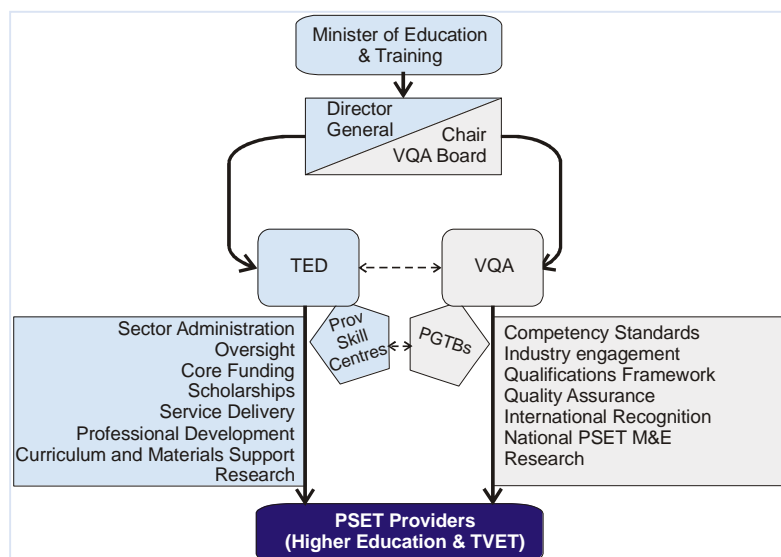 Minister of Education
& Training
Director
General
Chair
VQA Board
TED
VQA
Prov
Skill
Centres
PGTBs
Sector Administration
Oversight
Core Funding
Scholarships
Service Delivery
Professional Development
Curriculum and Materials Support
Research
Competency Standards
Industry engagement
Qualifications Framework
Quality Assurance
International Recognition
National PSET M&E
Research
PSET Providers
(Higher Education & TVET)